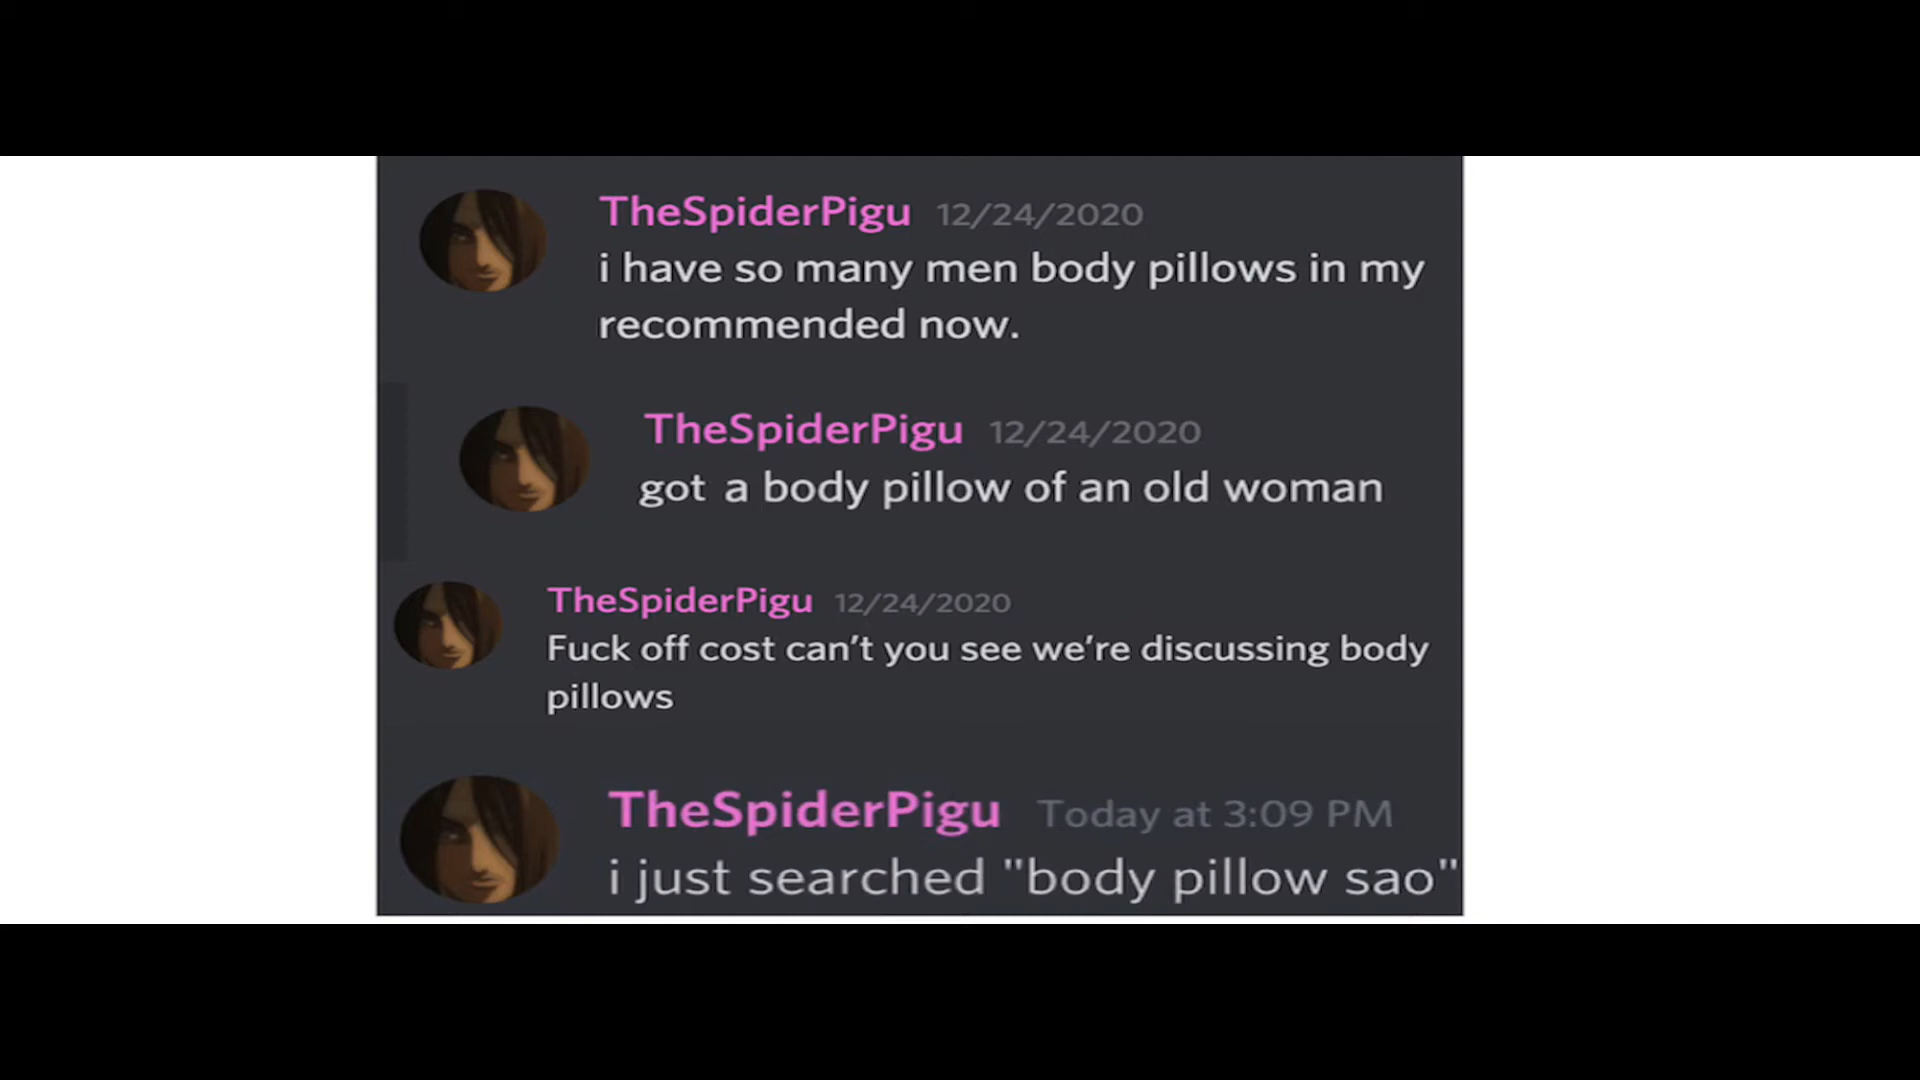 TheSpiderPigu 12/24/2020
i have so many men body pillows in my
recommended now.
TheSpiderPigu 12/24/2020
got a body pillow of an old woman
TheSpiderPigu 12/24/2020
Fuck off cost can’t you see we’re discussing body
pillows
TheSpiderPigu Today at 3:09 PM
i just searched "body pillow sao"